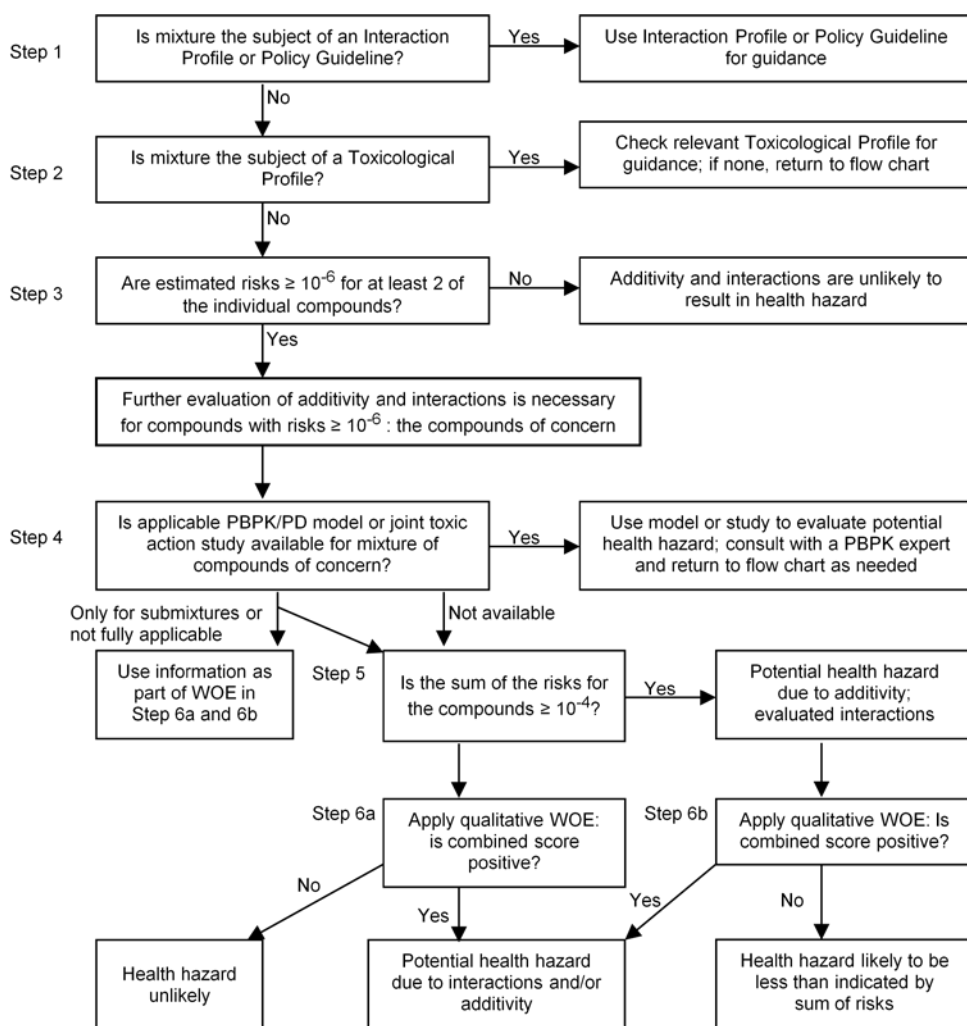 Step 1
Is mixture the subject of an Interaction
Profile or Policy Guideline?
Yes
Use Interaction Profile or Policy Guideline
for guidance
No
Step 2
Is mixture the subject of a Toxicological
Profile?
Yes
Check relevant Toxicological Profile for
guidance; if none, return to flow chart
No
Step 3
Are estimated risks ≥ 10⁻⁶ for at least 2 of
the individual compounds?
No
Additivity and interactions are unlikely to
result in health hazard
Yes
Further evaluation of additivity and interactions is necessary
for compounds with risks ≥ 10⁻⁶ : the compounds of concern
Step 4
Is applicable PBPK/PD model or joint toxic
action study available for mixture of
compounds of concern?
Yes
Use model or study to evaluate potential
health hazard; consult with a PBPK expert
and return to flow chart as needed
Only for submixtures or
not fully applicable
Not available
Use information as
part of WOE in
Step 6a and 6b
Step 5
Is the sum of the risks for
the compounds ≥ 10⁻⁴?
Yes
Potential health hazard
due to additivity;
evaluated interactions
Step 6a
Apply qualitative WOE:
is combined score
positive?
Step 6b
Apply qualitative WOE: Is
combined score positive?
No
Yes
Yes
No
Health hazard
unlikely
Potential health hazard
due to interactions and/or
additivity
Health hazard likely to be
less than indicated by
sum of risks